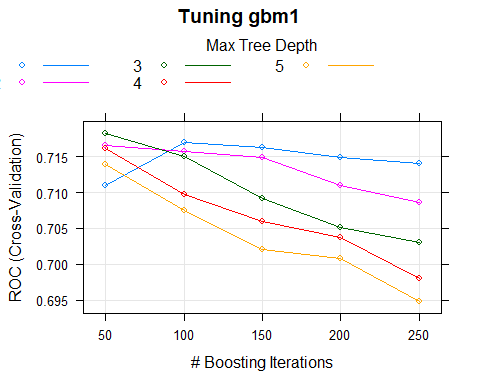 Tuning gbm1
Max Tree Depth
3 5
4
ROC (Cross-Validation)
0.715
0.710
0.705
0.700
0.695
50 100 150 200 250
# Boosting Iterations